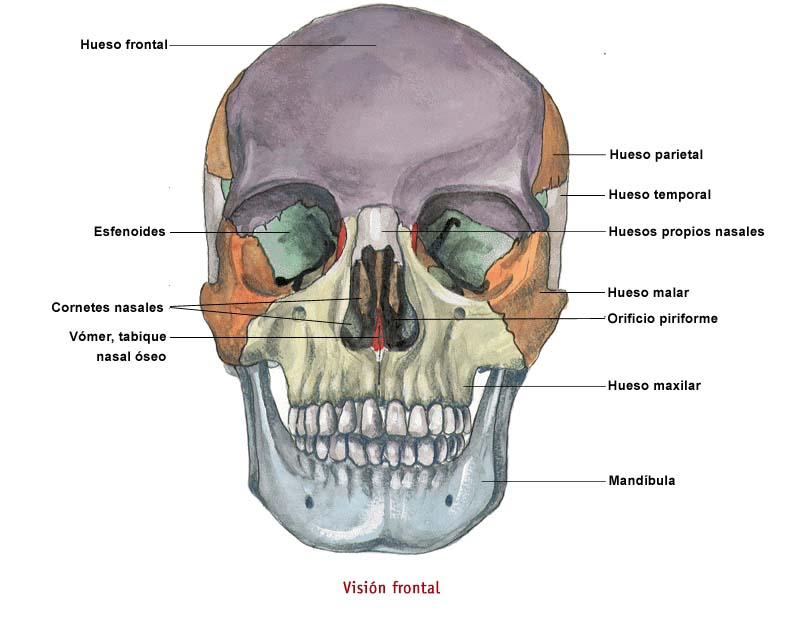 Hueso frontal
Hueso parietal
Hueso temporal
Esfenoides
Huesos propios nasales
Hueso malar
Cornetes nasales
Orificio piriforme
Vómer, tabique
nasal óseo
Hueso maxilar
Mandíbula
Visión frontal